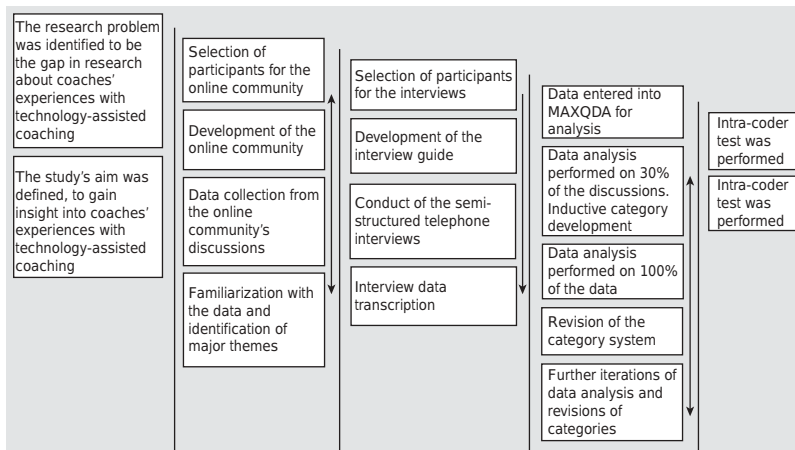 The research problem
was identified to be
the gap in research
about coaches’
experiences with
technology-assisted
coaching
The study’s aim was
defined, to gain
insight into coaches’
experiences with
technology-assisted
coaching
Selection of
participants for the
online community
Development of the
online community
Data collection from
the online
community’s
discussions
Familiarization with
the data and
identification of
major themes
Selection of participants
for the interviews
Development of the
interview guide
Conduct of the semi-
structured telephone
interviews
Interview data
transcription
Data entered into
MAXQDA for
analysis
Data analysis
performed on 30%
of the discussions.
Inductive category
development
Data analysis
performed on 100%
of the data
Revision of the
category system
Further iterations of
data analysis and
revisions of
categories
Intra-coder
test was
performed
Intra-coder
test was
performed